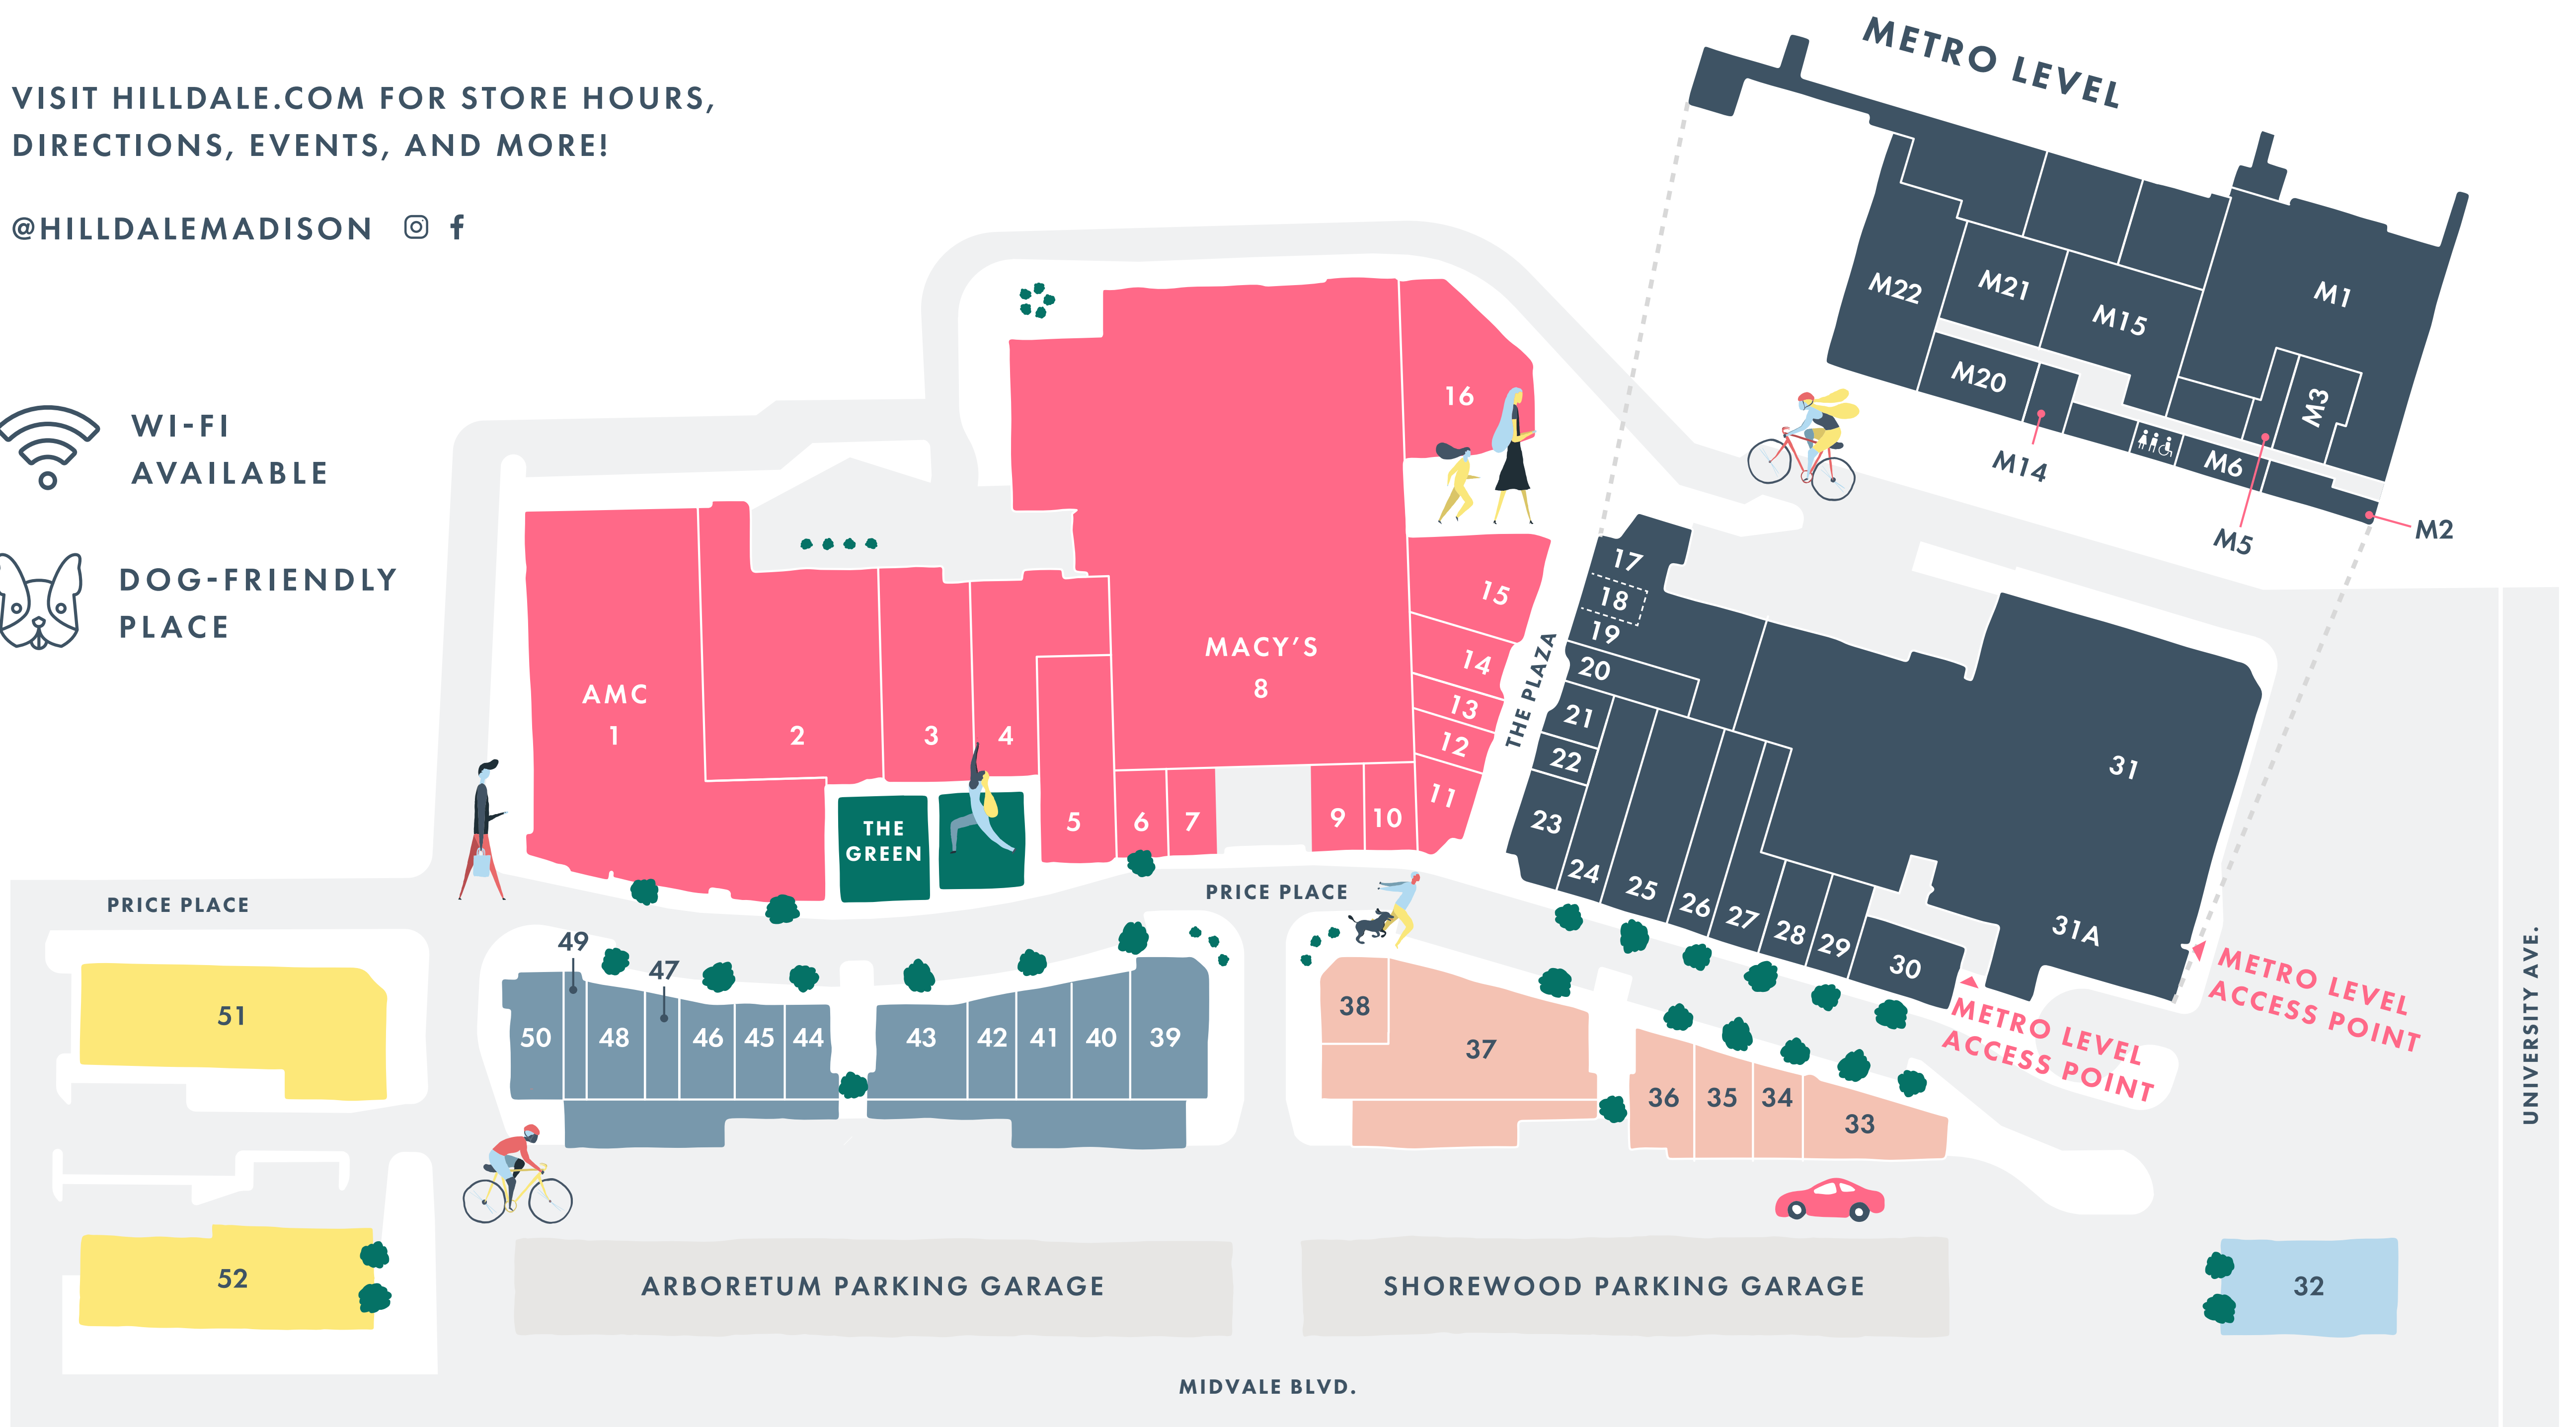 VISIT HILLDALE.COM FOR STORE HOURS,
DIRECTIONS, EVENTS, AND MORE!
@HILLDALEMADISON
WI-FI
AVAILABLE
DOG-FRIENDLY
PLACE
METRO LEVEL
M22
M21
M15
M1
M20
M3
M14
M6
M5
M2
16
15
14
13
12
11
MACY'S
8
AMC
1
2
3
4
5
6
7
9
10
THE
GREEN
THE PLAZA
17
18
19
20
21
22
23
24
25
26
27
28
29
30
31
31A
METRO LEVEL
ACCESS POINT
METRO LEVEL
ACCESS POINT
PRICE PLACE
PRICE PLACE
49
47
50
48
46
45
44
43
42
41
40
39
38
37
36
35
34
33
51
52
32
ARBORETUM PARKING GARAGE
SHOREWOOD PARKING GARAGE
MIDVALE BLVD.
UNIVERSITY AVE.